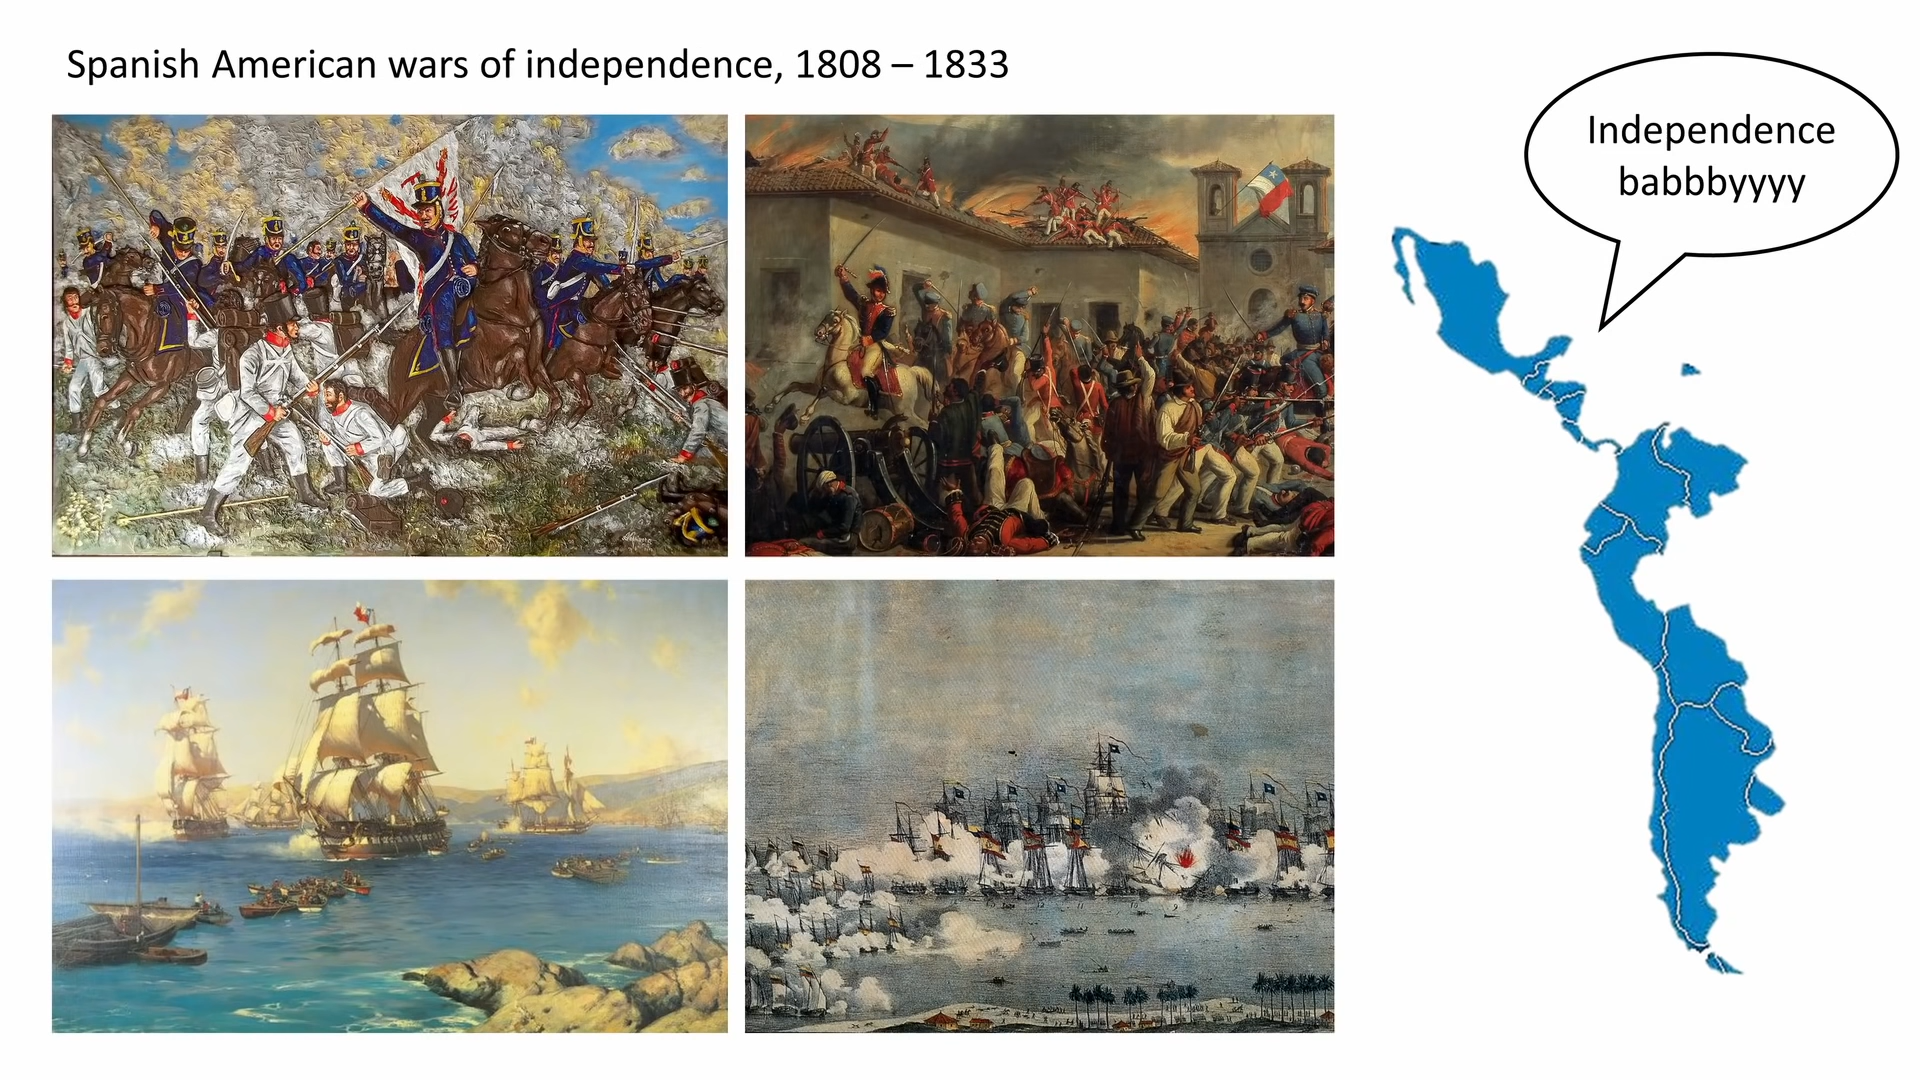 Spanish American wars of independence, 1808 – 1833
Independence
babbbyyyy